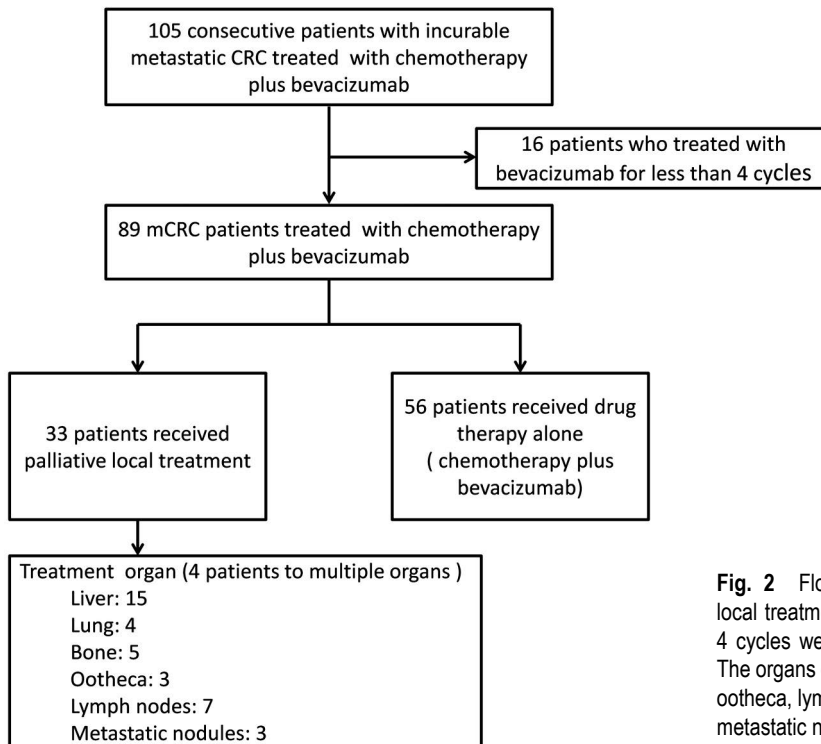 105 consecutive patients with incurable
metastatic CRC treated with chemotherapy
plus bevacizumab
16 patients who treated with
bevacizumab for less than 4 cycles
89 mCRC patients treated with chemotherapy
plus bevacizumab
33 patients received
palliative local treatment
56 patients received drug
therapy alone
( chemotherapy plus
bevacizumab)
Treatment organ (4 patients to multiple organs )
Liver: 15
Lung: 4
Bone: 5
Ootheca: 3
Lymph nodes: 7
Metastatic nodules: 3
Fig. 2 Flo
local treatm
4 cycles we
The organs
ootheca, lym
metastatic n